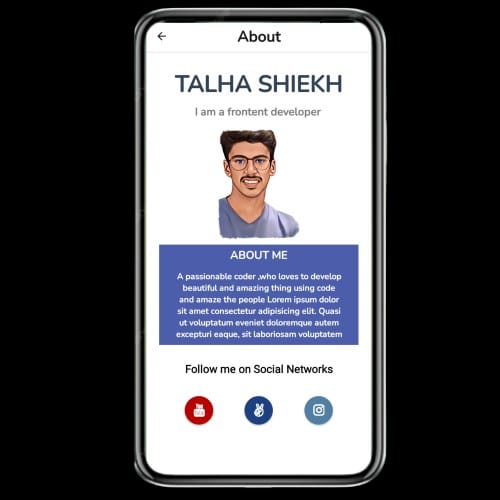 About
TALHA SHIEKH
I am a frontent developer
ABOUT ME
A passionable coder ,who loves to develop
beautiful and amazing thing using code
and amaze the people Lorem ipsum dolor
sit amet consectetur adipisicing elit. Quasi
ut voluptatum eveniet doloremque autem
excepturi eaque, sit laboriosam voluptatem
Follow me on Social Networks